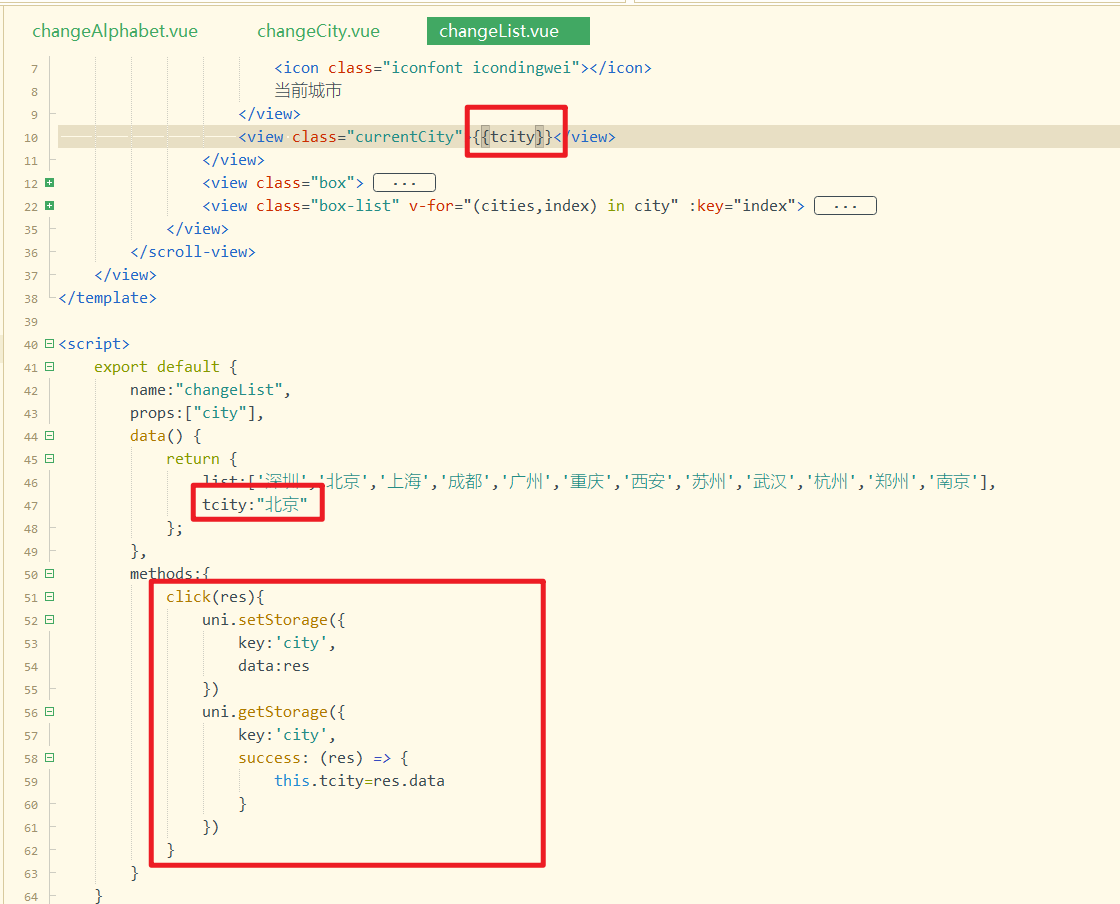 changeAlphabet.vue changeCity.vue changeList.vue
7 <icon class="iconfont icondingwei"></icon>
8 当前城市
9 </view>
10 <view class="currentCity">{{tcity}}</view>
11 </view>
12 <view class="box"> ...
22 <view class="box-list" v-for="(cities,index) in city" :key="index"> ...
35 </view>
36 </scroll-view>
37 </view>
38 </template>
39
40 <script>
41 export default {
42 name:"changeList",
43 props:["city"],
44 data() {
45 return {
46 list:['深圳','北京','上海','成都','广州','重庆','西安','苏州','武汉','杭州','郑州','南京'],
47 tcity:"北京"
48 };
49 },
50 methods:{
51 click(res){
52 uni.setStorage({
53 key:'city',
54 data:res
55 })
56 uni.getStorage({
57 key:'city',
58 success: (res) => {
59 this.tcity=res.data
60 }
61 })
62 }
63 }
64 }